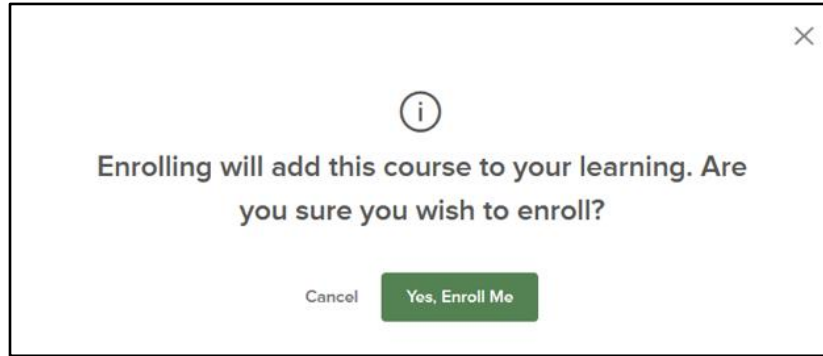 Enrolling will add this course to your learning. Are
you sure you wish to enroll?
Cancel Yes, Enroll Me